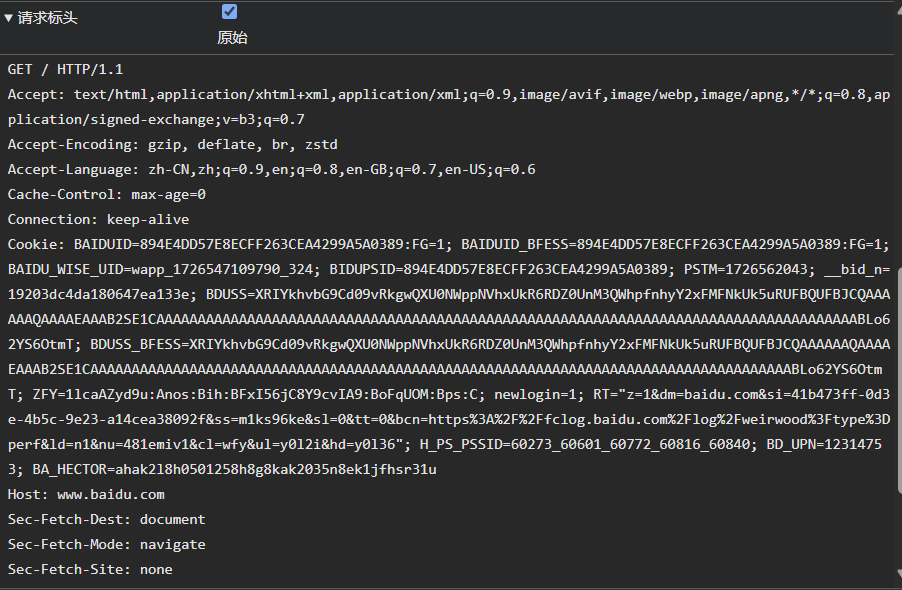 ▼ 请求标头
原始
GET / HTTP/1.1
Accept: text/html,application/xhtml+xml,application/xml;q=0.9,image/avif,image/webp,image/apng,*/*;q=0.8,ap
plication/signed-exchange;v=b3;q=0.7
Accept-Encoding: gzip, deflate, br, zstd
Accept-Language: zh-CN,zh;q=0.9,en;q=0.8,en-GB;q=0.7,en-US;q=0.6
Cache-Control: max-age=0
Connection: keep-alive
Cookie: BAIDUID=894E4DD57E8ECFF263CEA4299A5A0389:FG=1; BAIDUID_BFESS=894E4DD57E8ECFF263CEA4299A5A0389:FG=1;
BAIDU_WISE_UID=wapp_1726547109790_324; BIDUPSID=894E4DD57E8ECFF263CEA4299A5A0389; PSTM=1726562043; __bid_n=
19203dc4da180647ea133e; BDUSS=
BDUSS_BFESS=
T; ZFY=1lcaAZyd9u:Anos:Bih:BFxI56jC8Y9cvIA9:BoFqUOM:Bps:C; newlogin=1; RT="z=1&dm=baidu.com&si=41b473ff-0d3
e-4b5c-9e23-a14cea38092f&ss=m1ks96ke&sl=0&tt=0&bcn=https%3A%2F%2Ffclog.baidu.com%2Flog%2Fweirwood%3Ftype%3D
perf&ld=n1&nu=481emiv1&cl=wfy&ul=y0l2i&hd=y0l36"; H_PS_PSSID=60273_60601_60772_60816_60840; BD_UPN=1231475
3; BA_HECTOR=ahak2l8h0501258h8g8kak2035n8ek1jfhsr31u
Host: www.baidu.com
Sec-Fetch-Dest: document
Sec-Fetch-Mode: navigate
Sec-Fetch-Site: none